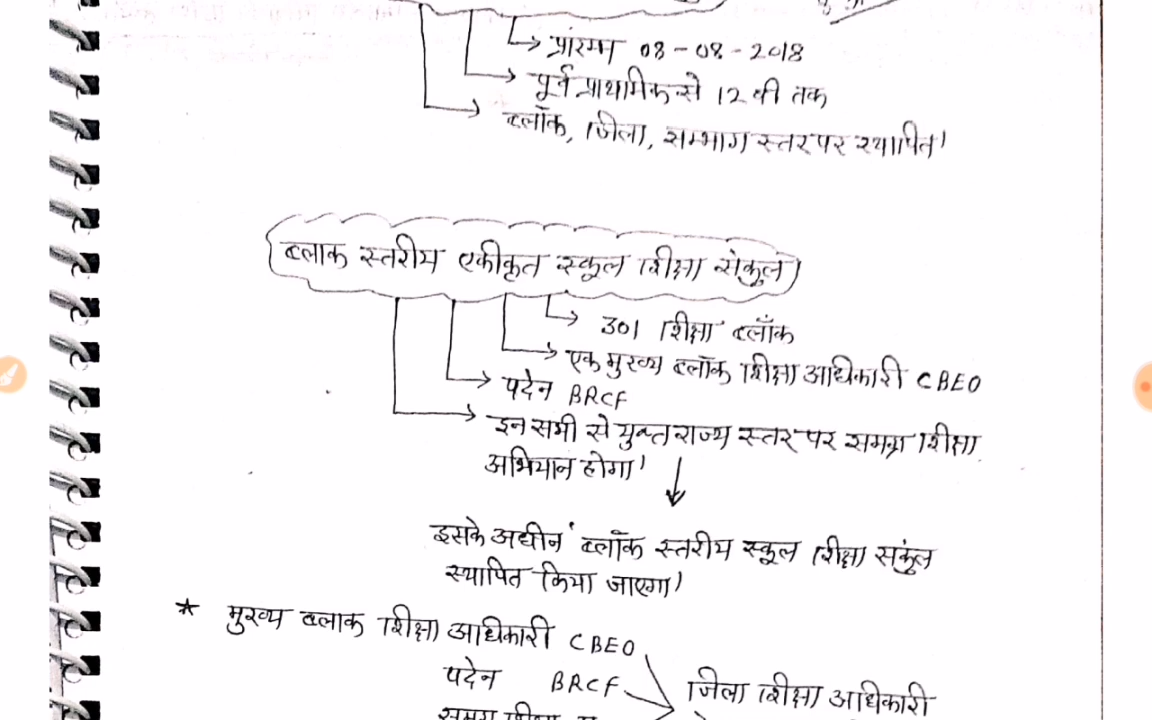 प्रारम्भ 08-08-2018
पूर्व प्राथमिक से 12 वी तक
ब्लॉक, जिला, सम्भाग स्तर पर स्थापित।
ब्लाक स्तरीय एकीकृत स्कूल शिक्षा संकुल
301 शिक्षा ब्लॉक
एक मुख्य ब्लॉक शिक्षा अधिकारी CBEO
पदेन BRCF
इन सभी से युक्त राज्य स्तर पर समग्र शिक्षा
अभियान होगा।
इसके अधीन ब्लॉक स्तरीय स्कूल शिक्षा सकुंल
स्थापित किया जाएगा।
* मुख्य ब्लाक शिक्षा अधिकारी CBEO
पदेन BRCF
जिला शिक्षा अधिकारी